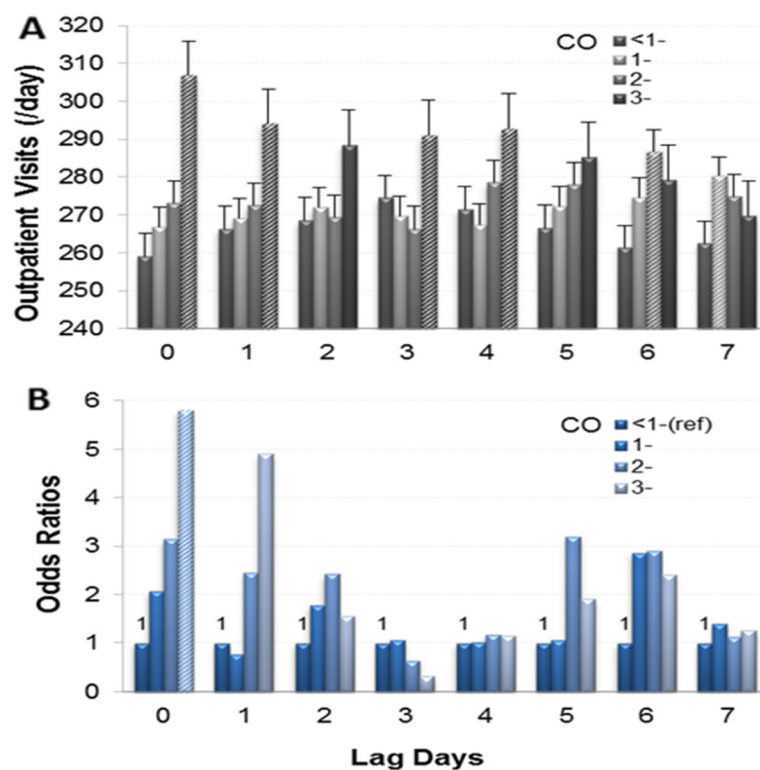 A
Outpatient Visits (/day)
320
310
300
290
280
270
260
250
240
CO
<1-
1-
2-
3-
0 1 2 3 4 5 6 7
B
Odds Ratios
6
5
4
3
2
1
0
CO
<1-(ref)
1-
2-
3-
1 1 1 1 1 1 1 1
0 1 2 3 4 5 6 7
Lag Days